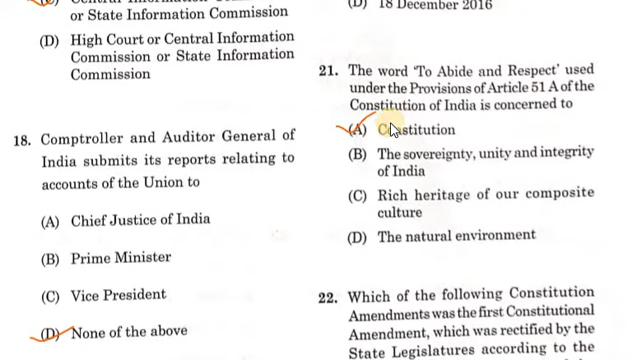 or State Information Commission
(D) High Court or Central Information
Commission or State Information
Commission
18. Comptroller and Auditor General of
India submits its reports relating to
accounts of the Union to
(A) Chief Justice of India
(B) Prime Minister
(C) Vice President
(D) None of the above
(D) 18 December 2016
21. The word 'To Abide and Respect' used
under the Provisions of Article 51 A of the
Constitution of India is concerned to
(A) Constitution
(B) The sovereignty, unity and integrity
of India
(C) Rich heritage of our composite
culture
(D) The natural environment
22. Which of the following Constitution
Amendments was the first Constitutional
Amendment, which was rectified by the
State Legislatures according to the